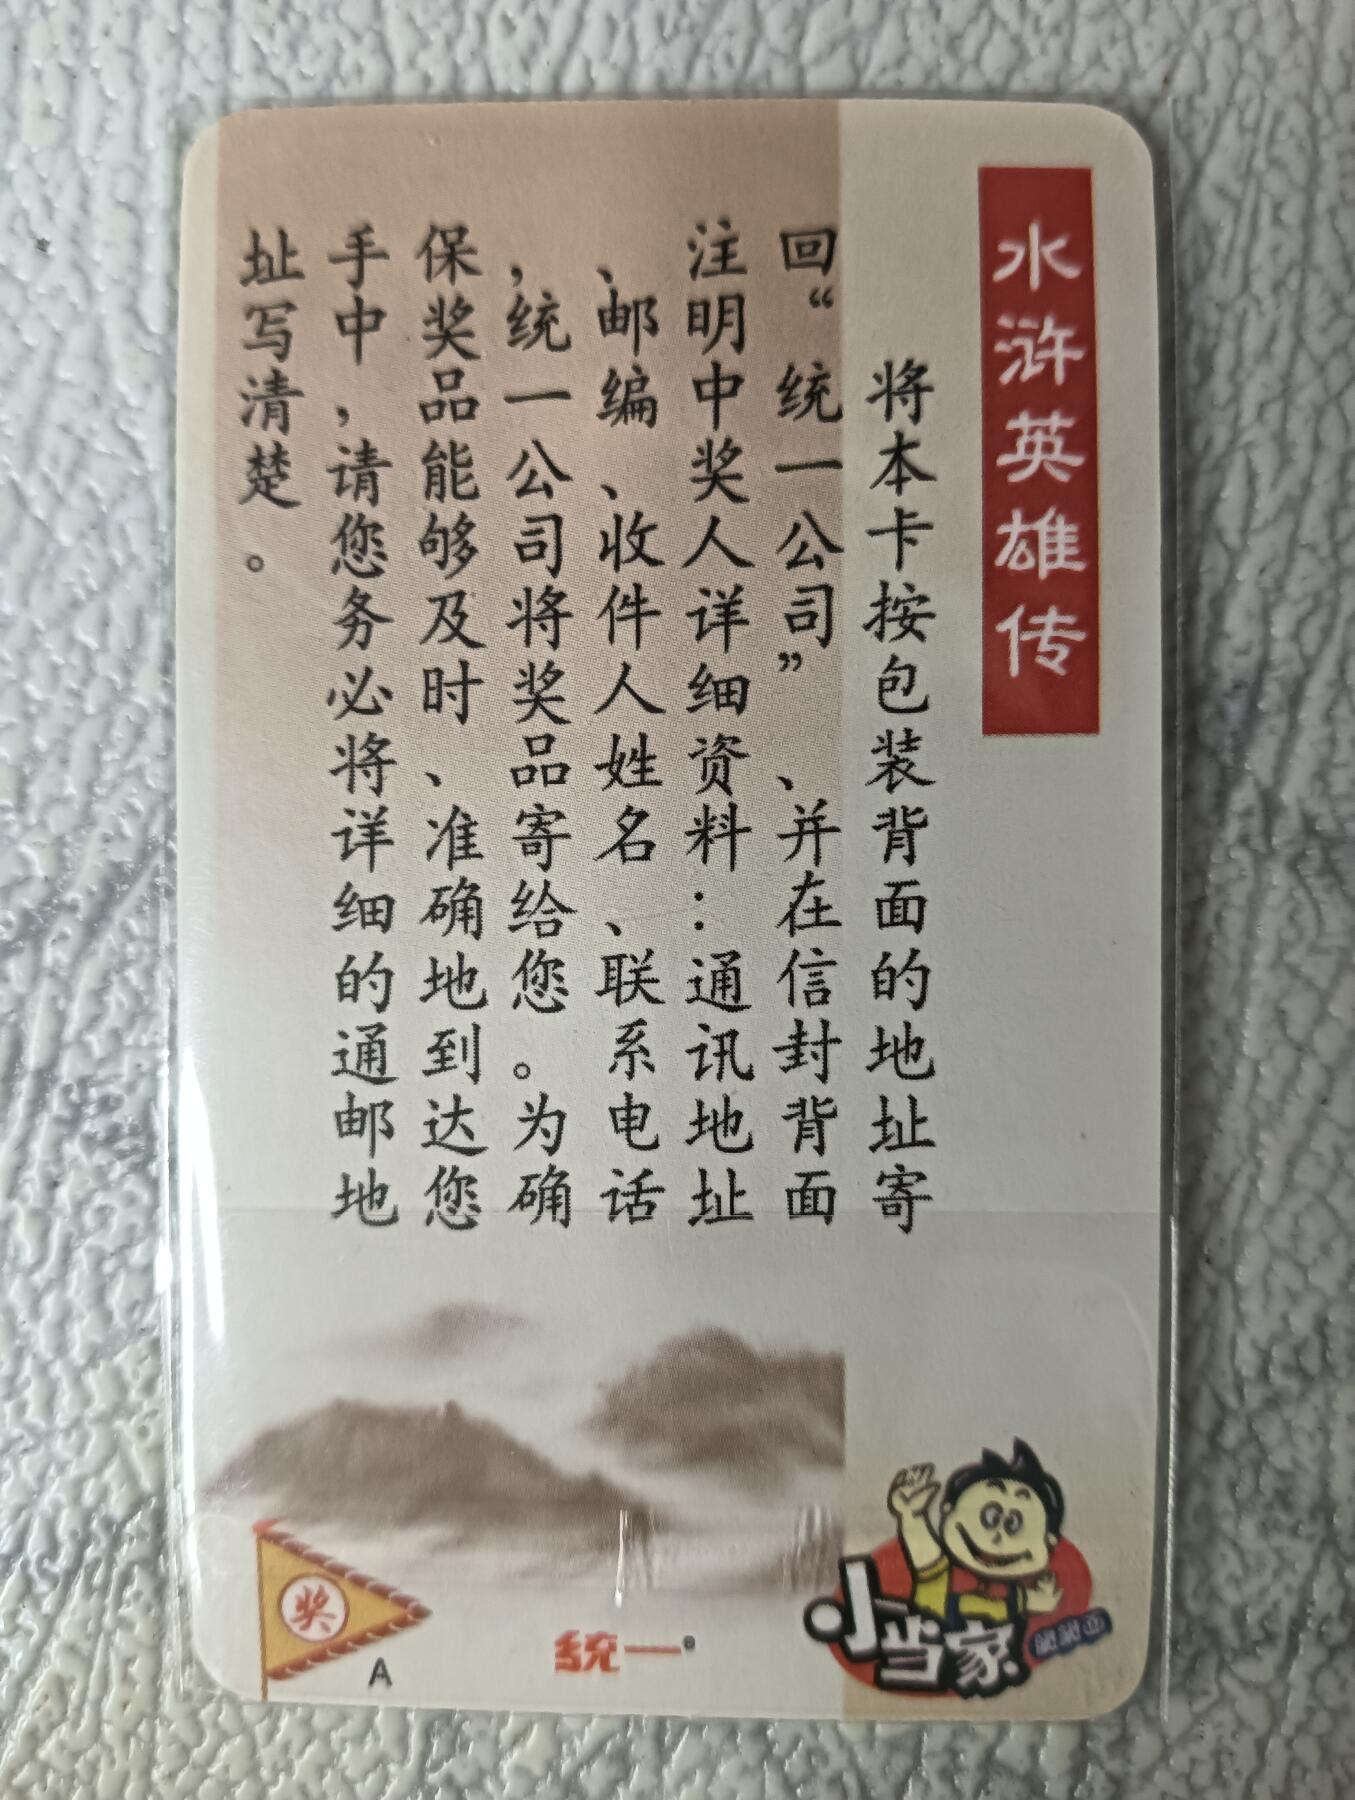 水浒英雄传
将本卡按包装背面的地址寄
回“统一公司”、并在信封背面
注明中奖人详细资料：通讯地址
、邮编、收件人姓名、联系电话
，统一公司将奖品寄给您。为确
保奖品能够及时、准确地到达您
手中，请您务必将详细的通邮地
址写清楚。
奖
A
统一®
小当家